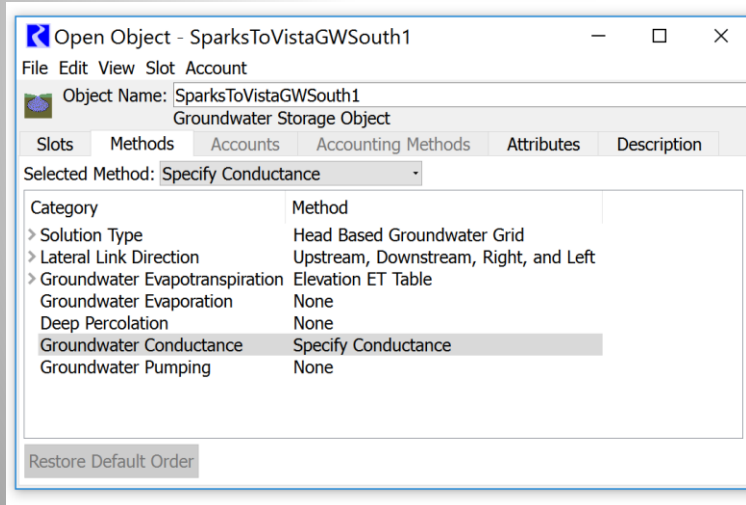 Open Object - SparksToVistaGWSouth1
File Edit View Slot Account
Object Name: SparksToVistaGWSouth1
Groundwater Storage Object
Slots Methods Accounts Accounting Methods Attributes Description
Selected Method: Specify Conductance
Category Method
Solution Type Head Based Groundwater Grid
Lateral Link Direction Upstream, Downstream, Right, and Left
Groundwater Evapotranspiration Elevation ET Table
Groundwater Evaporation None
Deep Percolation None
Groundwater Conductance Specify Conductance
Groundwater Pumping None
Restore Default Order